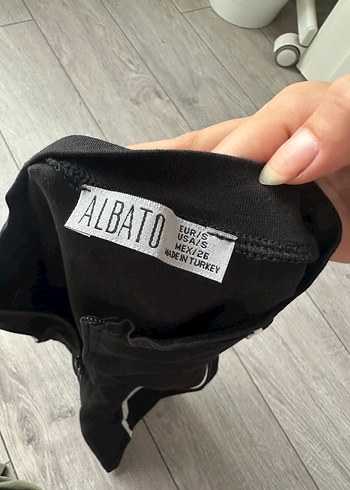 ALBATO
EUR/S
USA/S
MEX/26
MADE IN TURKEY